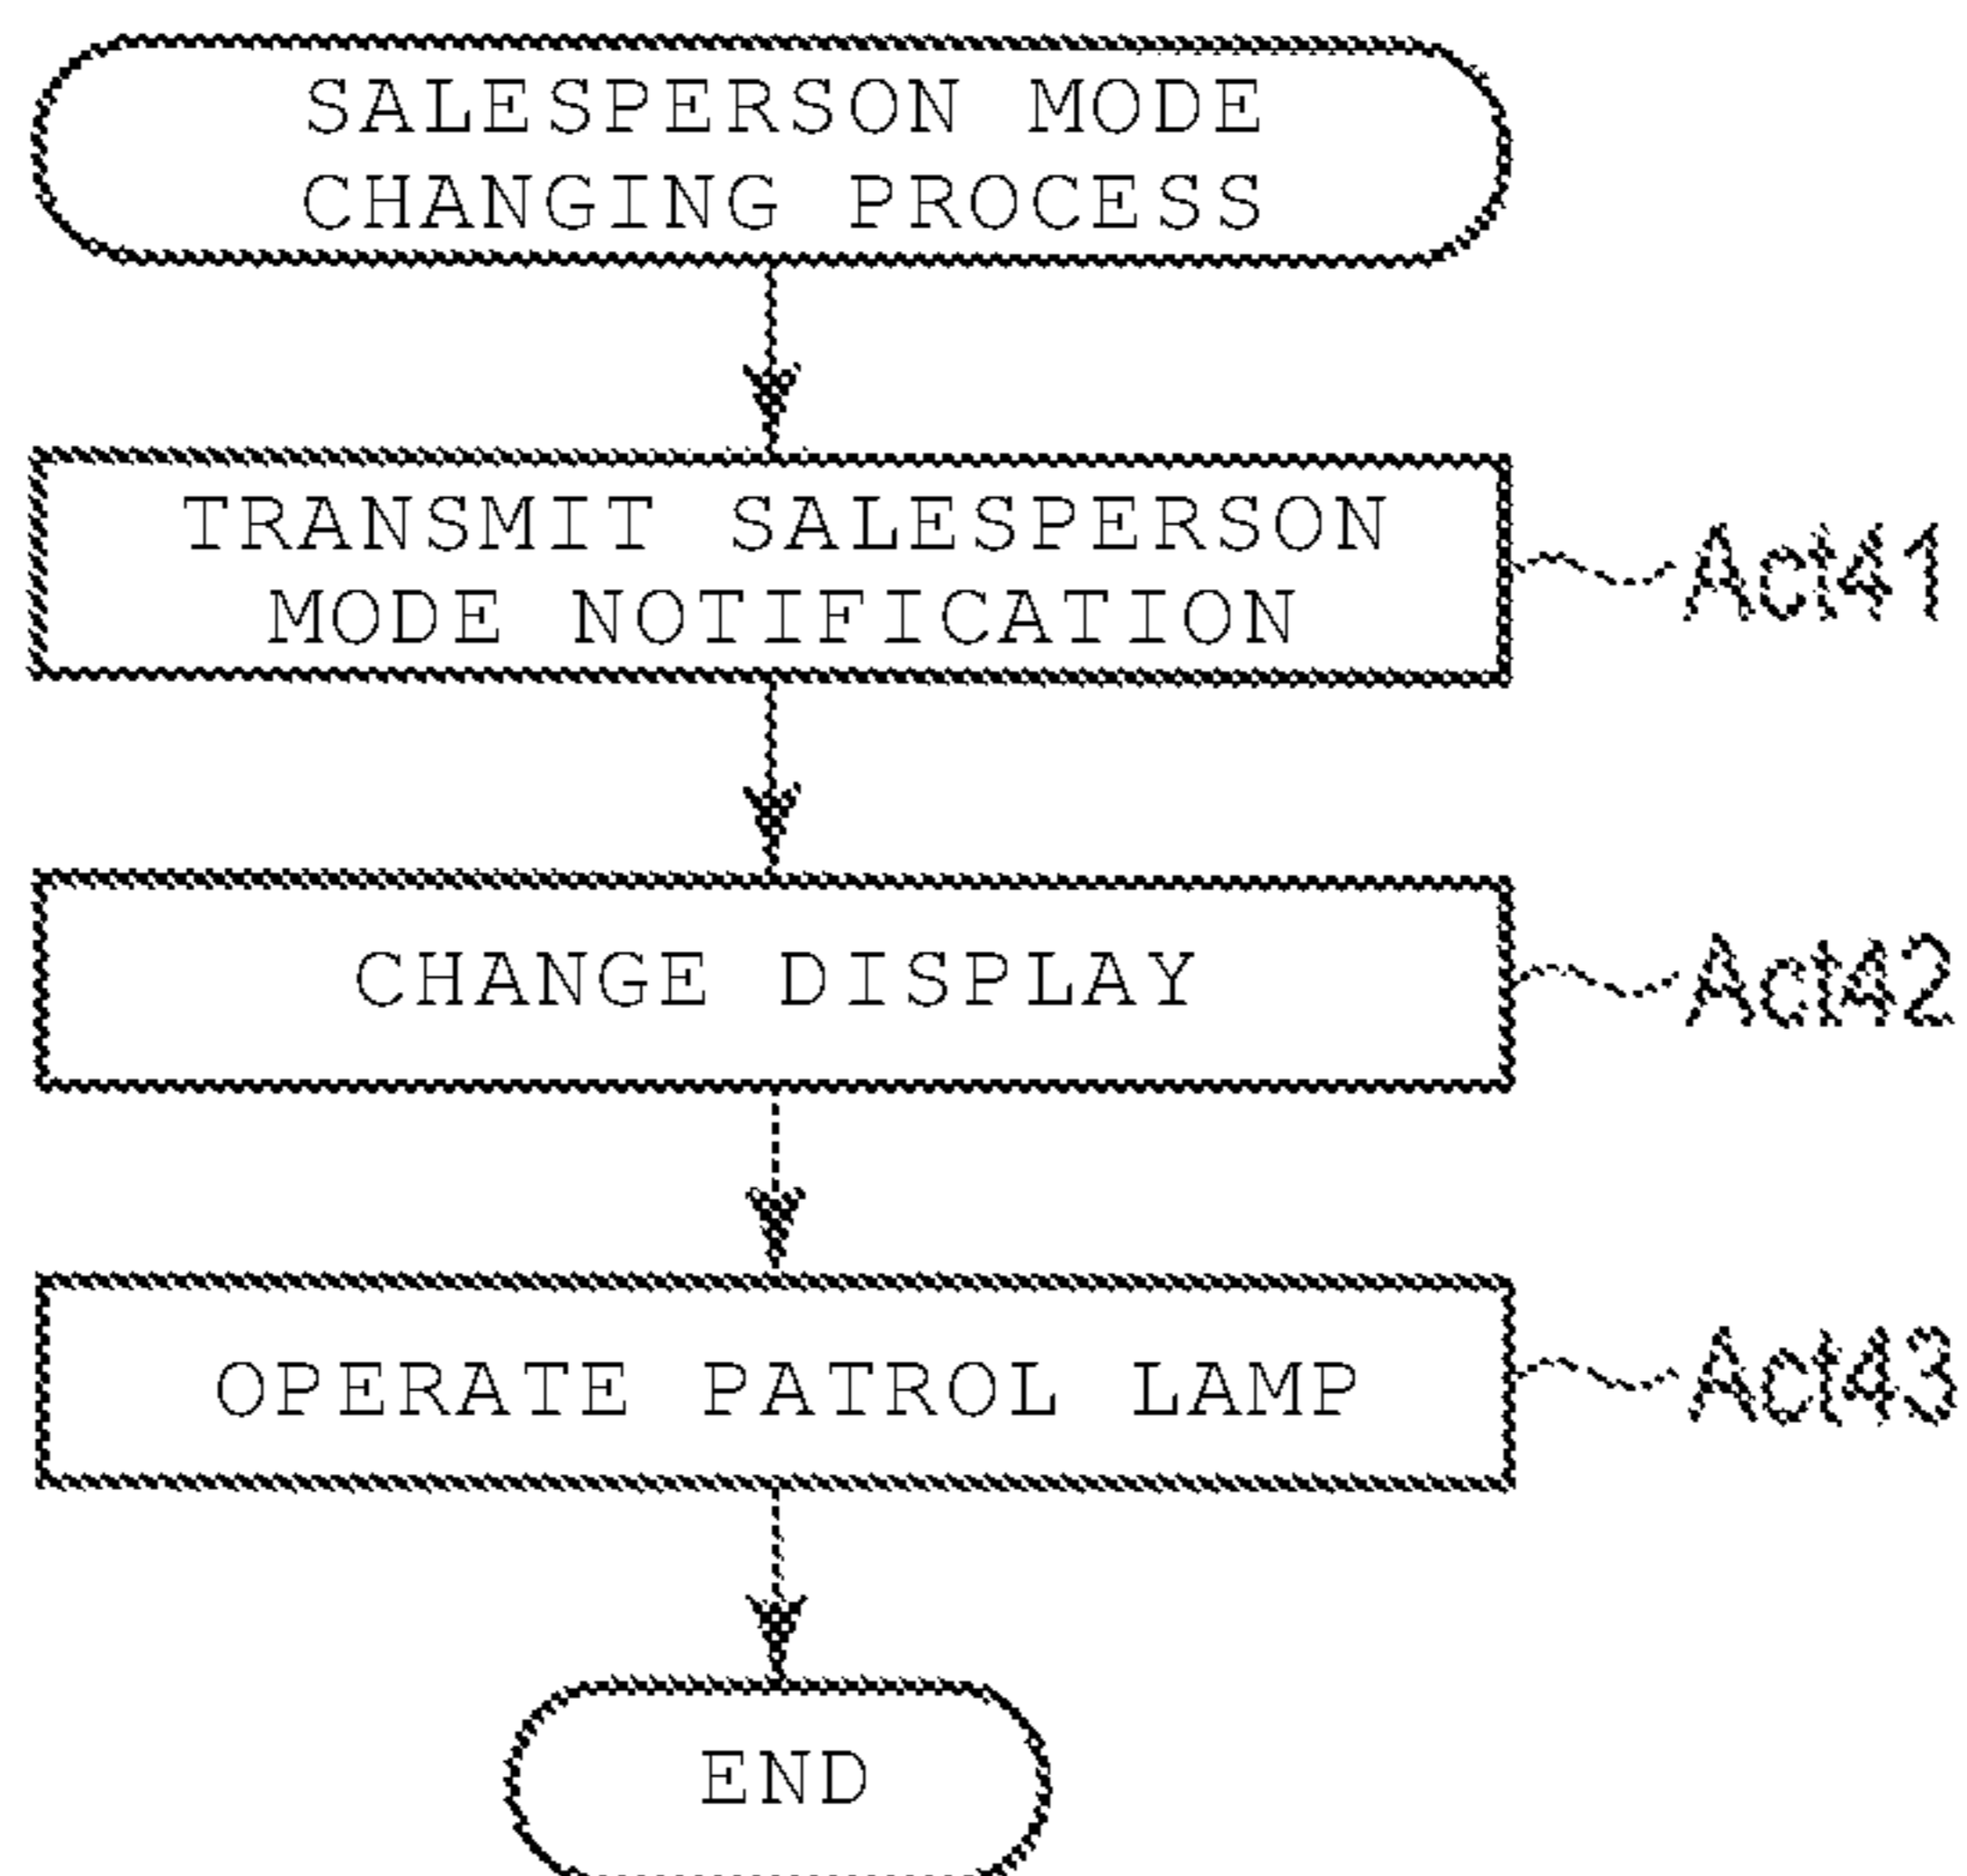 SALESPERSON MODE
CHANGING PROCESS
TRANSMIT SALESPERSON
MODE NOTIFICATION
Act41
CHANGE DISPLAY
Act42
OPERATE PATROL LAMP
Act43
END